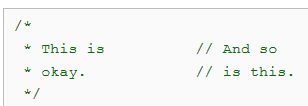 /*
 * This is           // And so
 * okay.             // is this.
 */